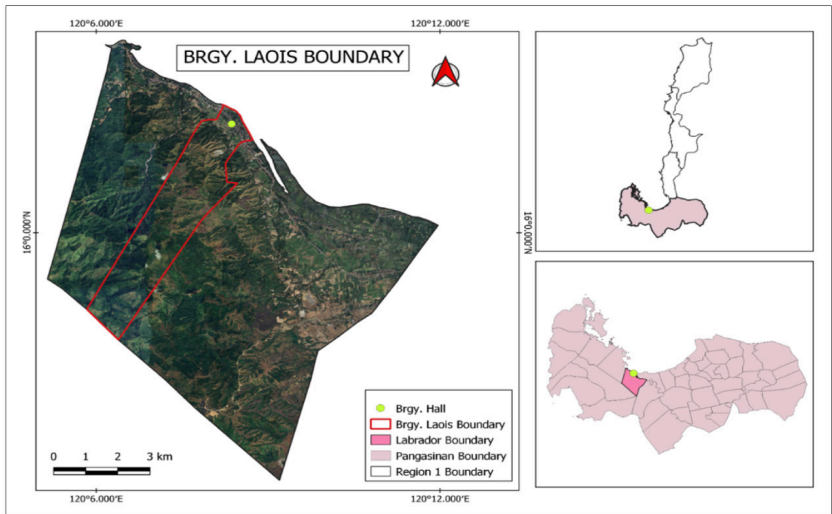 120°6.000'E
120°12.000'E
BRGY. LAOIS BOUNDARY
16°0.000'N
16°0.000'N
Brgy. Hall
Brgy. Laois Boundary
Labrador Boundary
Pangasinan Boundary
Region 1 Boundary
0 1 2 3 km
120°6.000'E
120°12.000'E